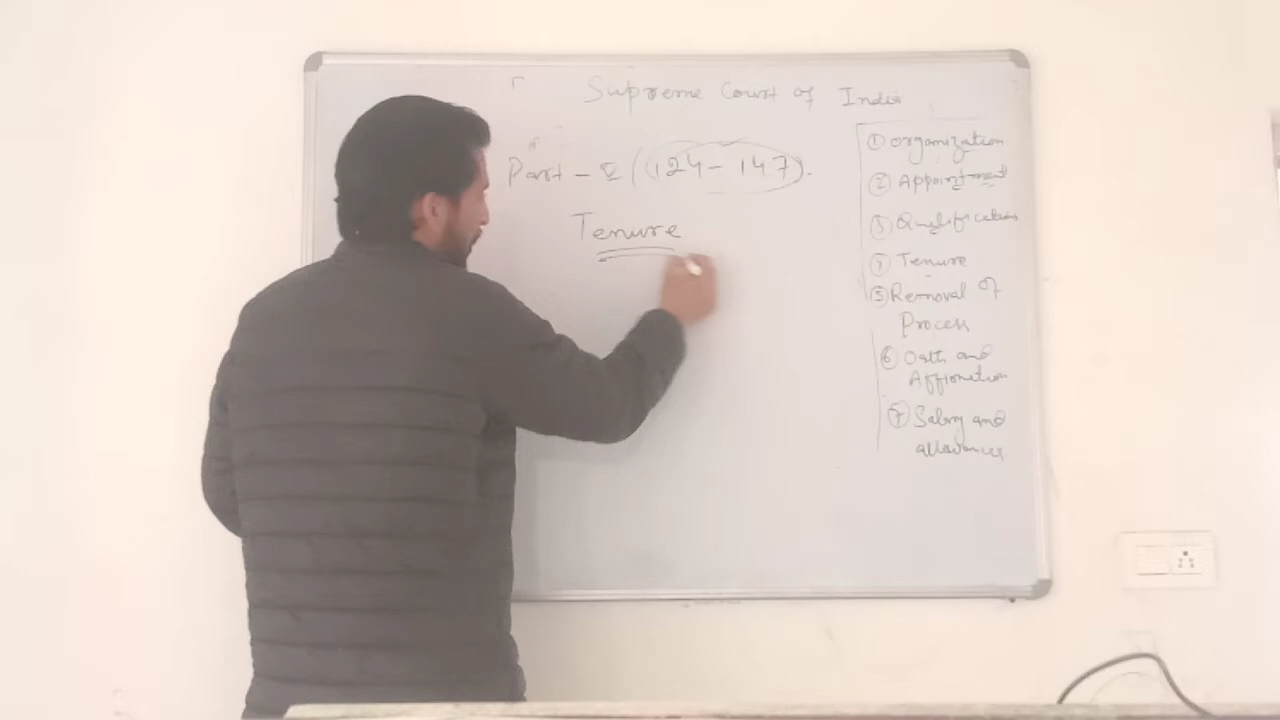 Supreme Court of India
Part - V (124 - 147).
Tenure
① Organization
② Appointment
③ Qualification
④ Tenure
⑤ Removal of
Process
⑥ Oath and
Affirmation
⑦ Salary and
allowances